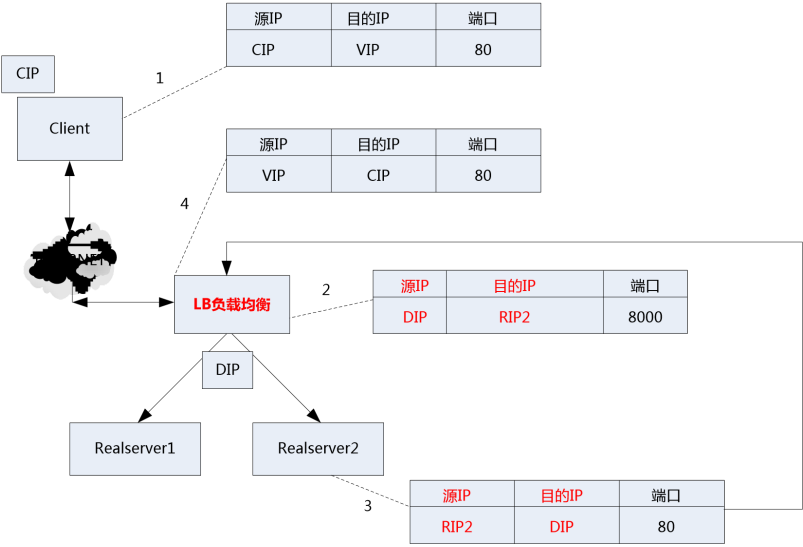 源IP 目的IP 端口
CIP VIP 80
CIP
1
Client
源IP 目的IP 端口
VIP CIP 80
4
LB负载均衡
2
源IP 目的IP 端口
DIP RIP2 8000
DIP
Realserver1
Realserver2
3
源IP 目的IP 端口
RIP2 DIP 80